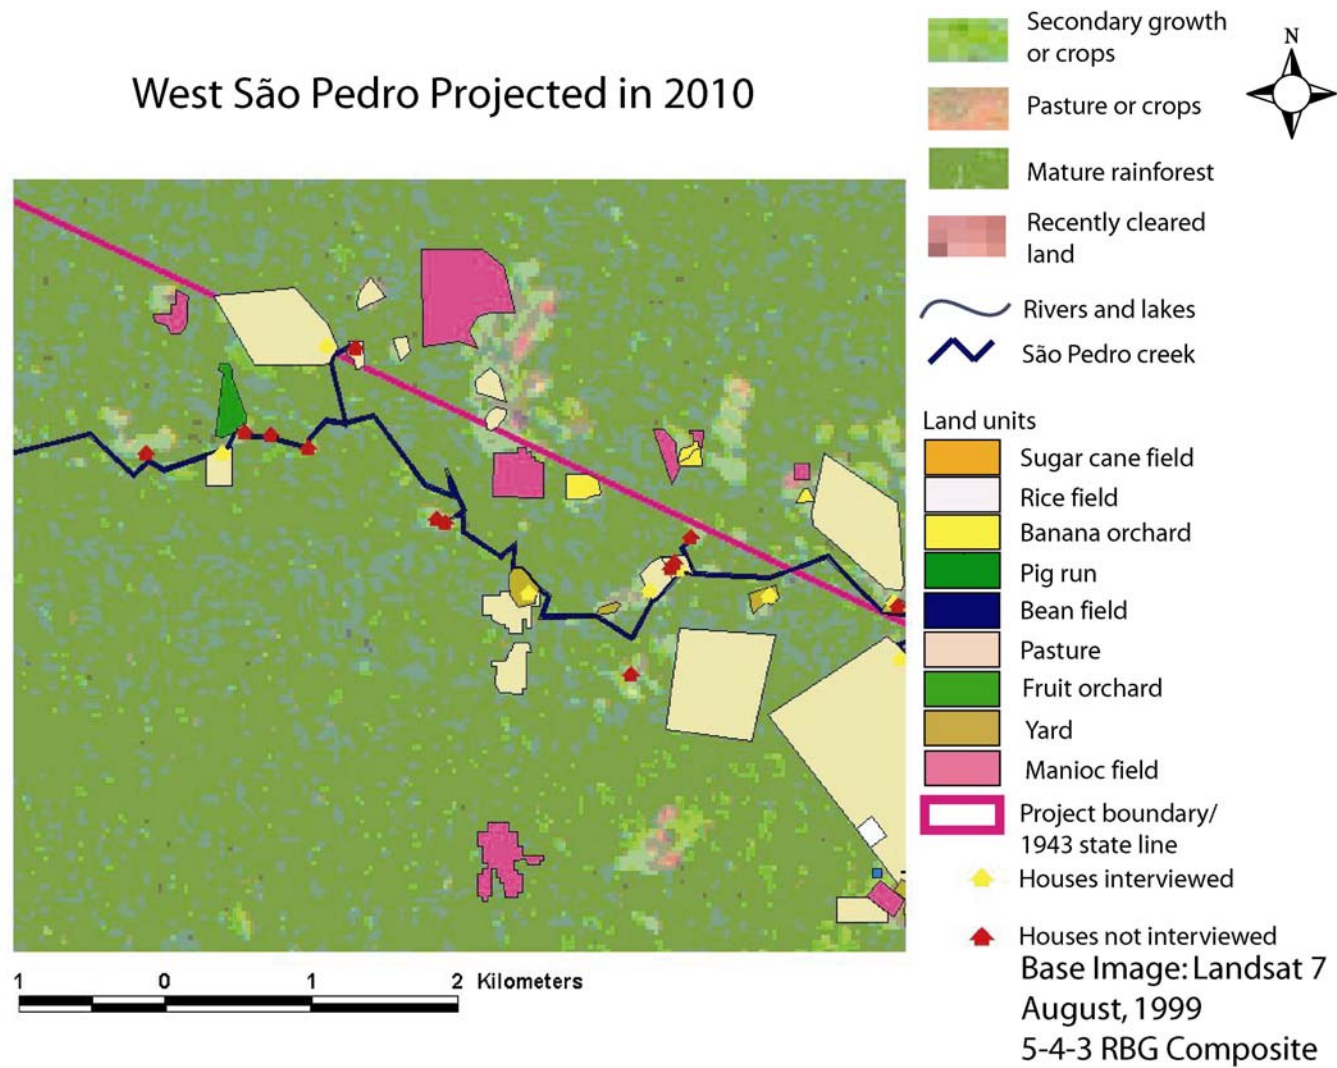 West São Pedro Projected in 2010
Secondary growth
or crops
Pasture or crops
Mature rainforest
Recently cleared
land
Rivers and lakes
São Pedro creek
N
Land units
Sugar cane field
Rice field
Banana orchard
Pig run
Bean field
Pasture
Fruit orchard
Yard
Manioc field
Project boundary/
1943 state line
Houses interviewed
Houses not interviewed
Base Image: Landsat 7
August, 1999
5-4-3 RBG Composite
1 0 1 2 Kilometers